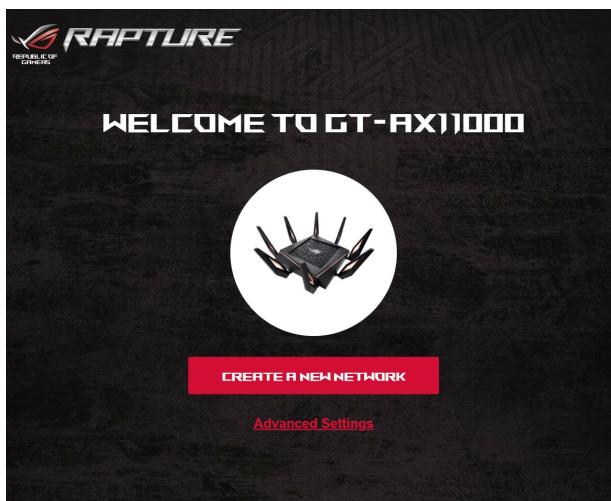 RAPTURE
REPUBLIC OF
GAMERS
WELCOME TO GT-AX11000
CREATE A NEW NETWORK
Advanced Settings